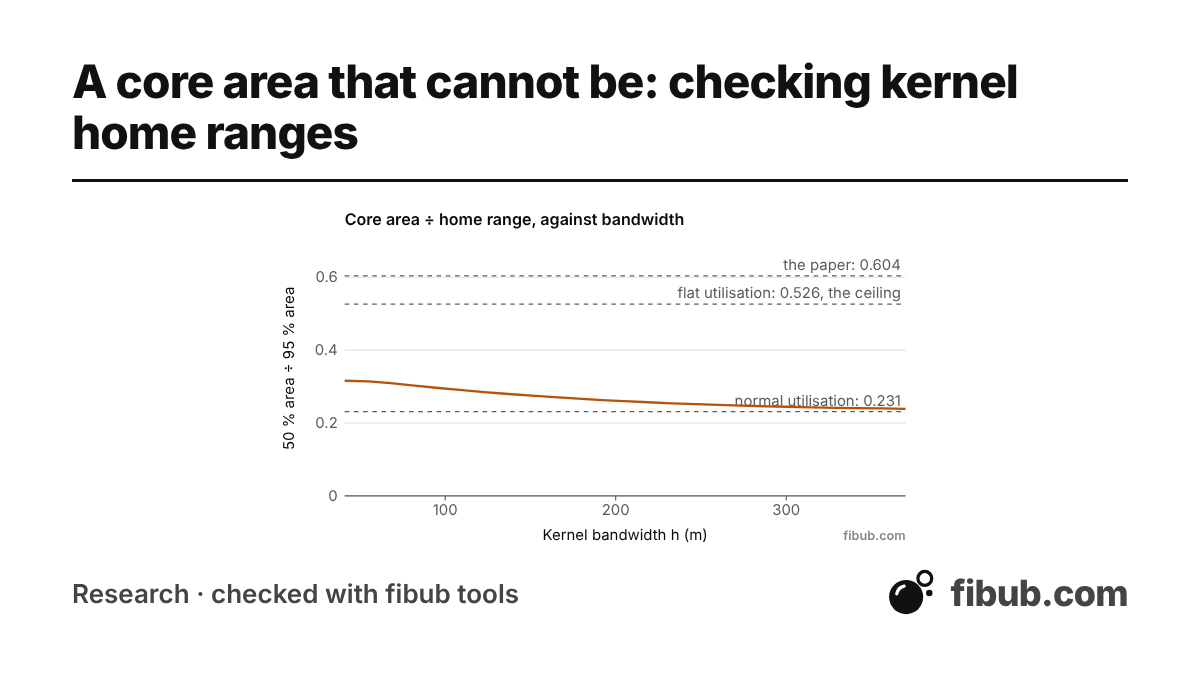 A core area that cannot be: checking kernel
home ranges
Core area ÷ home range, against bandwidth
the paper: 0.604
0.6
flat utilisation: 0.526, the ceiling
50 % area ÷ 95 % area
0.4
normal utilisation: 0.231
0.2
0
100 200 300
Kernel bandwidth h (m)
fibub.com
Research · checked with fibub tools
fibub.com